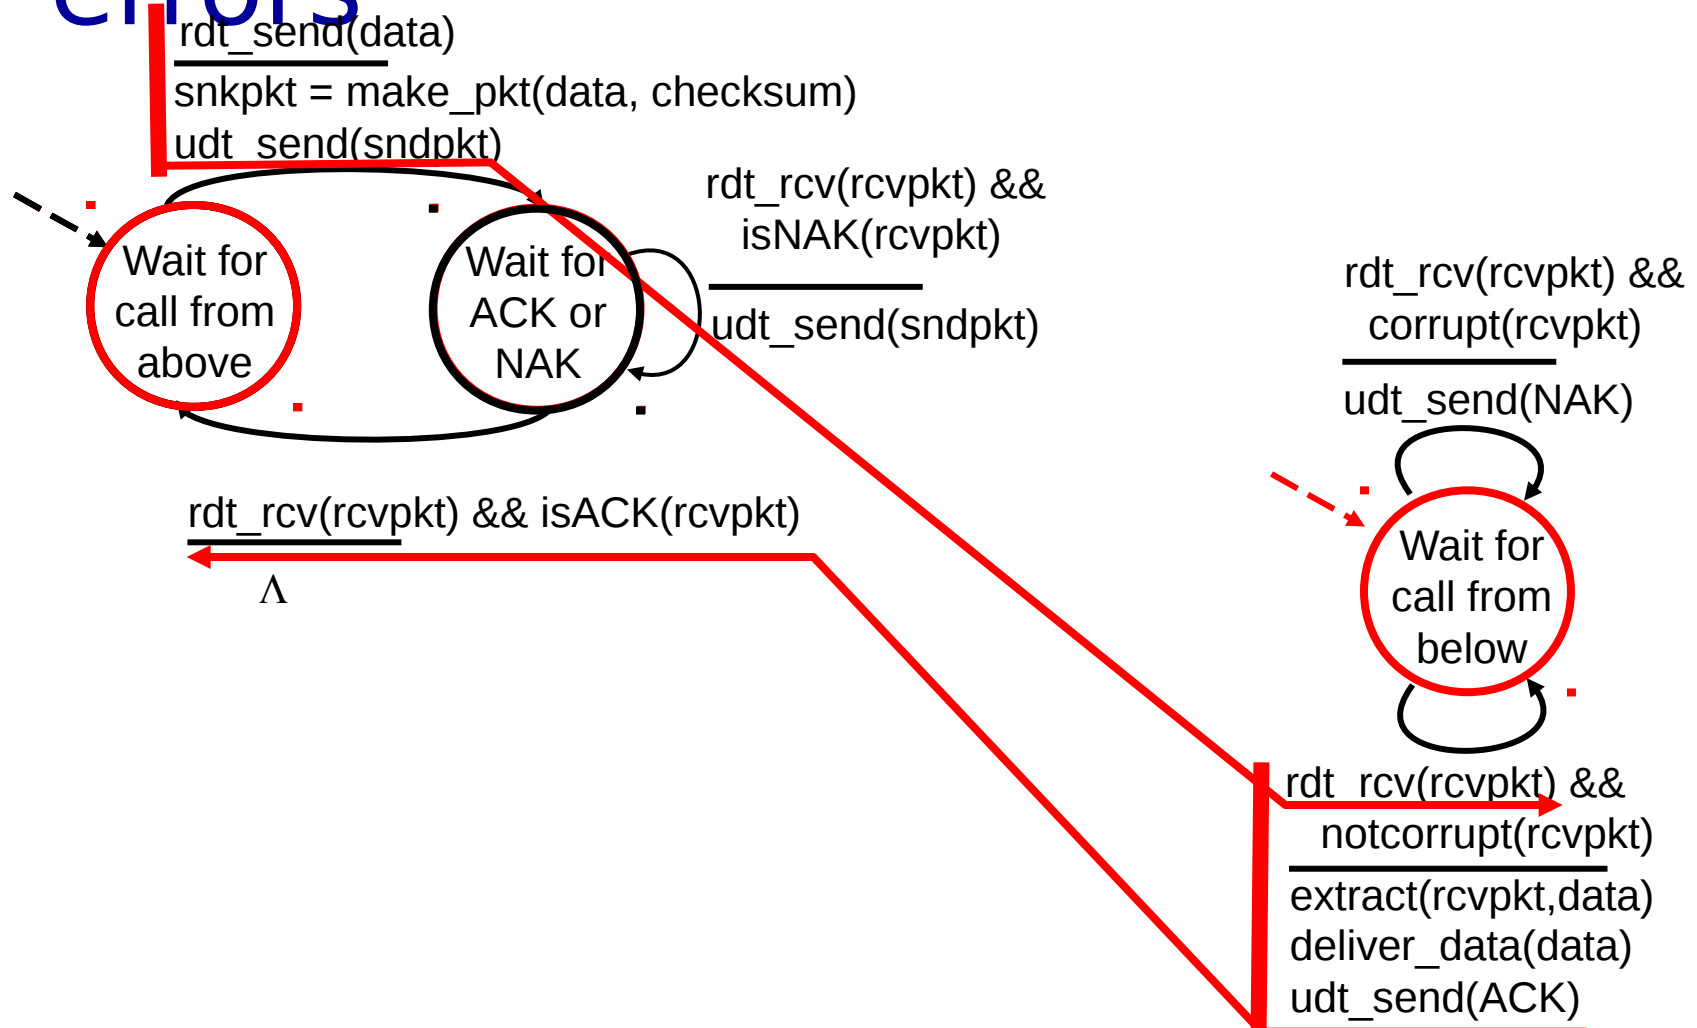 errors
rdt_send(data)
snkpkt = make_pkt(data, checksum)
udt_send(sndpkt)
Wait for
call from
above
Wait for
ACK or
NAK
rdt_rcv(rcvpkt) &&
isNAK(rcvpkt)
udt_send(sndpkt)
rdt_rcv(rcvpkt) && isACK(rcvpkt)
Λ
rdt_rcv(rcvpkt) &&
corrupt(rcvpkt)
udt_send(NAK)
Wait for
call from
below
rdt_rcv(rcvpkt) &&
notcorrupt(rcvpkt)
extract(rcvpkt,data)
deliver_data(data)
udt_send(ACK)